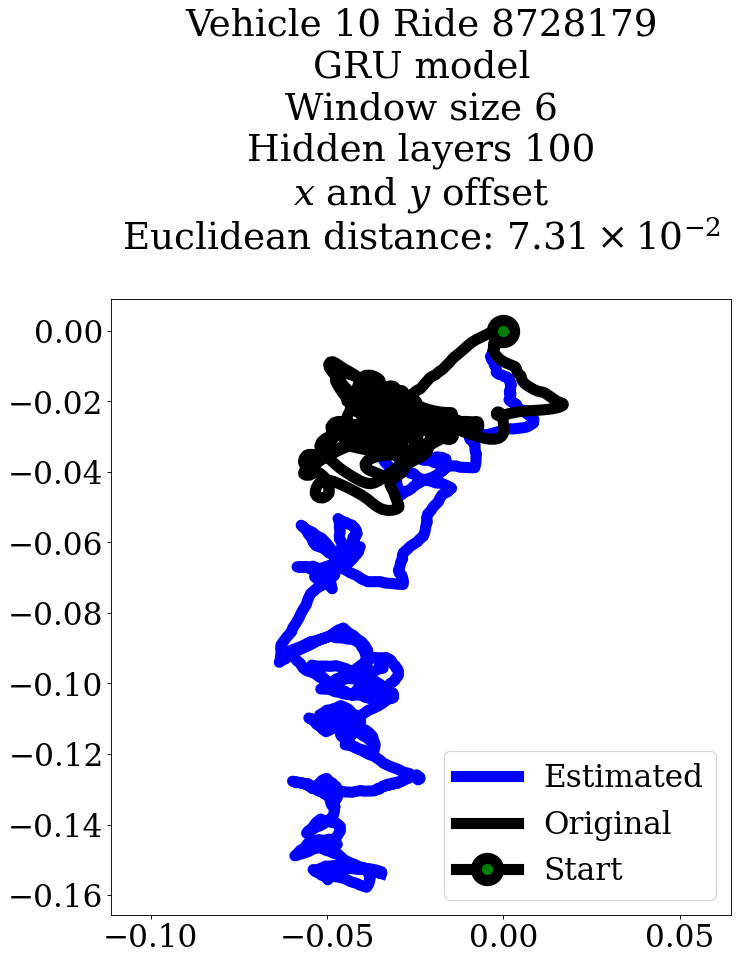 Vehicle 10 Ride 8728179
GRU model
Window size 6
Hidden layers 100
x and y offset
Euclidean distance: 7.31 × 10⁻²
0.00
−0.02
−0.04
−0.06
−0.08
−0.10
−0.12
−0.14
−0.16
Estimated
Original
Start
−0.10 −0.05 0.00 0.05